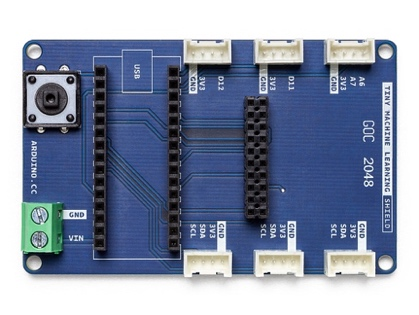 USB
GND
3V3
D12
GND
3V3
D11
GND
3V3
A7
A6
TINY MACHINE LEARNING SHIELD
GOC 2048
ARDUINO.CC
GND
VIN
GND
3V3
SDA
SCL
GND
3V3
SDA
SCL
GND
3V3
SDA
SCL